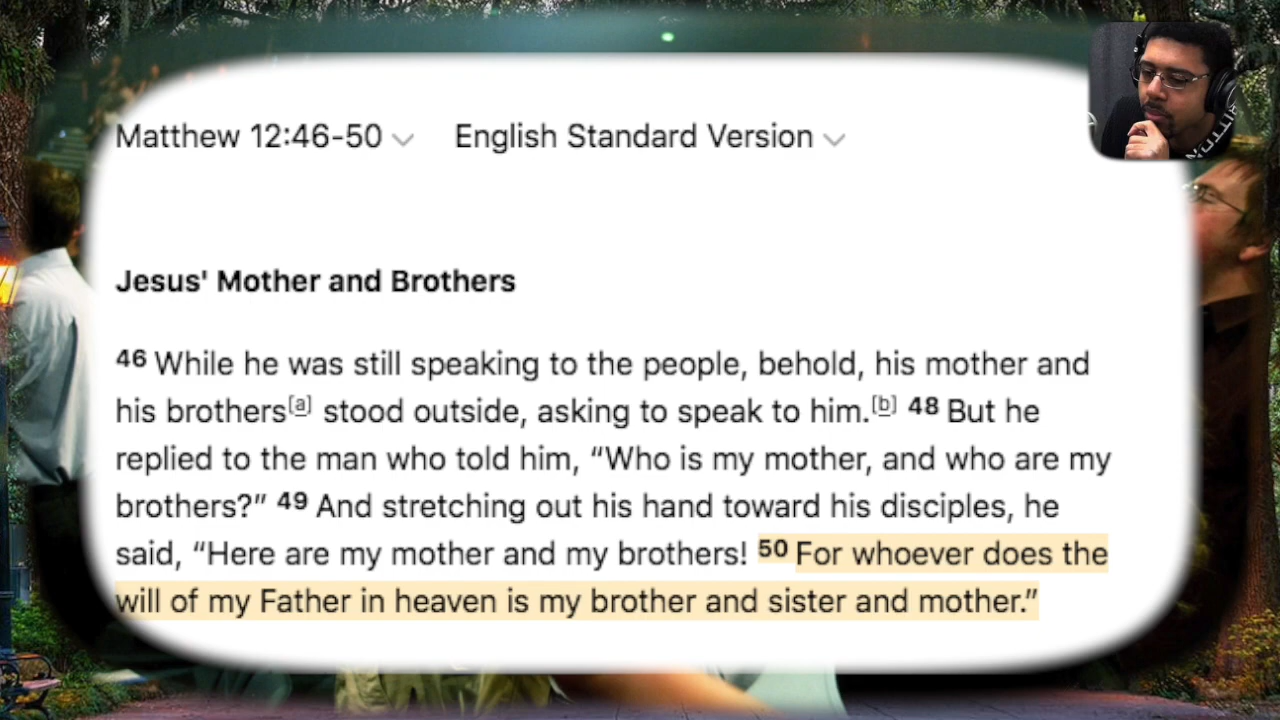 Matthew 12:46-50 English Standard Version
Jesus' Mother and Brothers
46 While he was still speaking to the people, behold, his mother and
his brothers[a] stood outside, asking to speak to him.[b] 48 But he
replied to the man who told him, “Who is my mother, and who are my
brothers?” 49 And stretching out his hand toward his disciples, he
said, “Here are my mother and my brothers! 50 For whoever does the
will of my Father in heaven is my brother and sister and mother.”